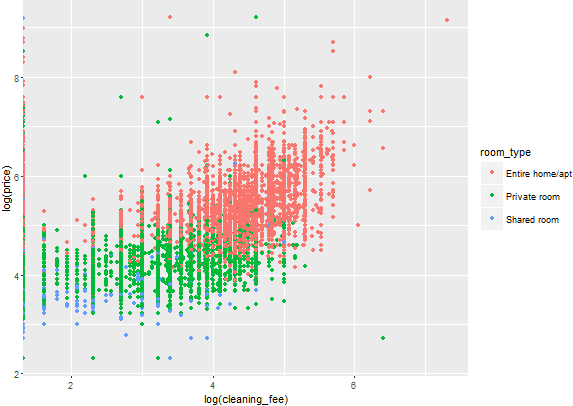 log(price)
8
6
4
2
2
4
6
log(cleaning_fee)
room_type
Entire home/apt
Private room
Shared room